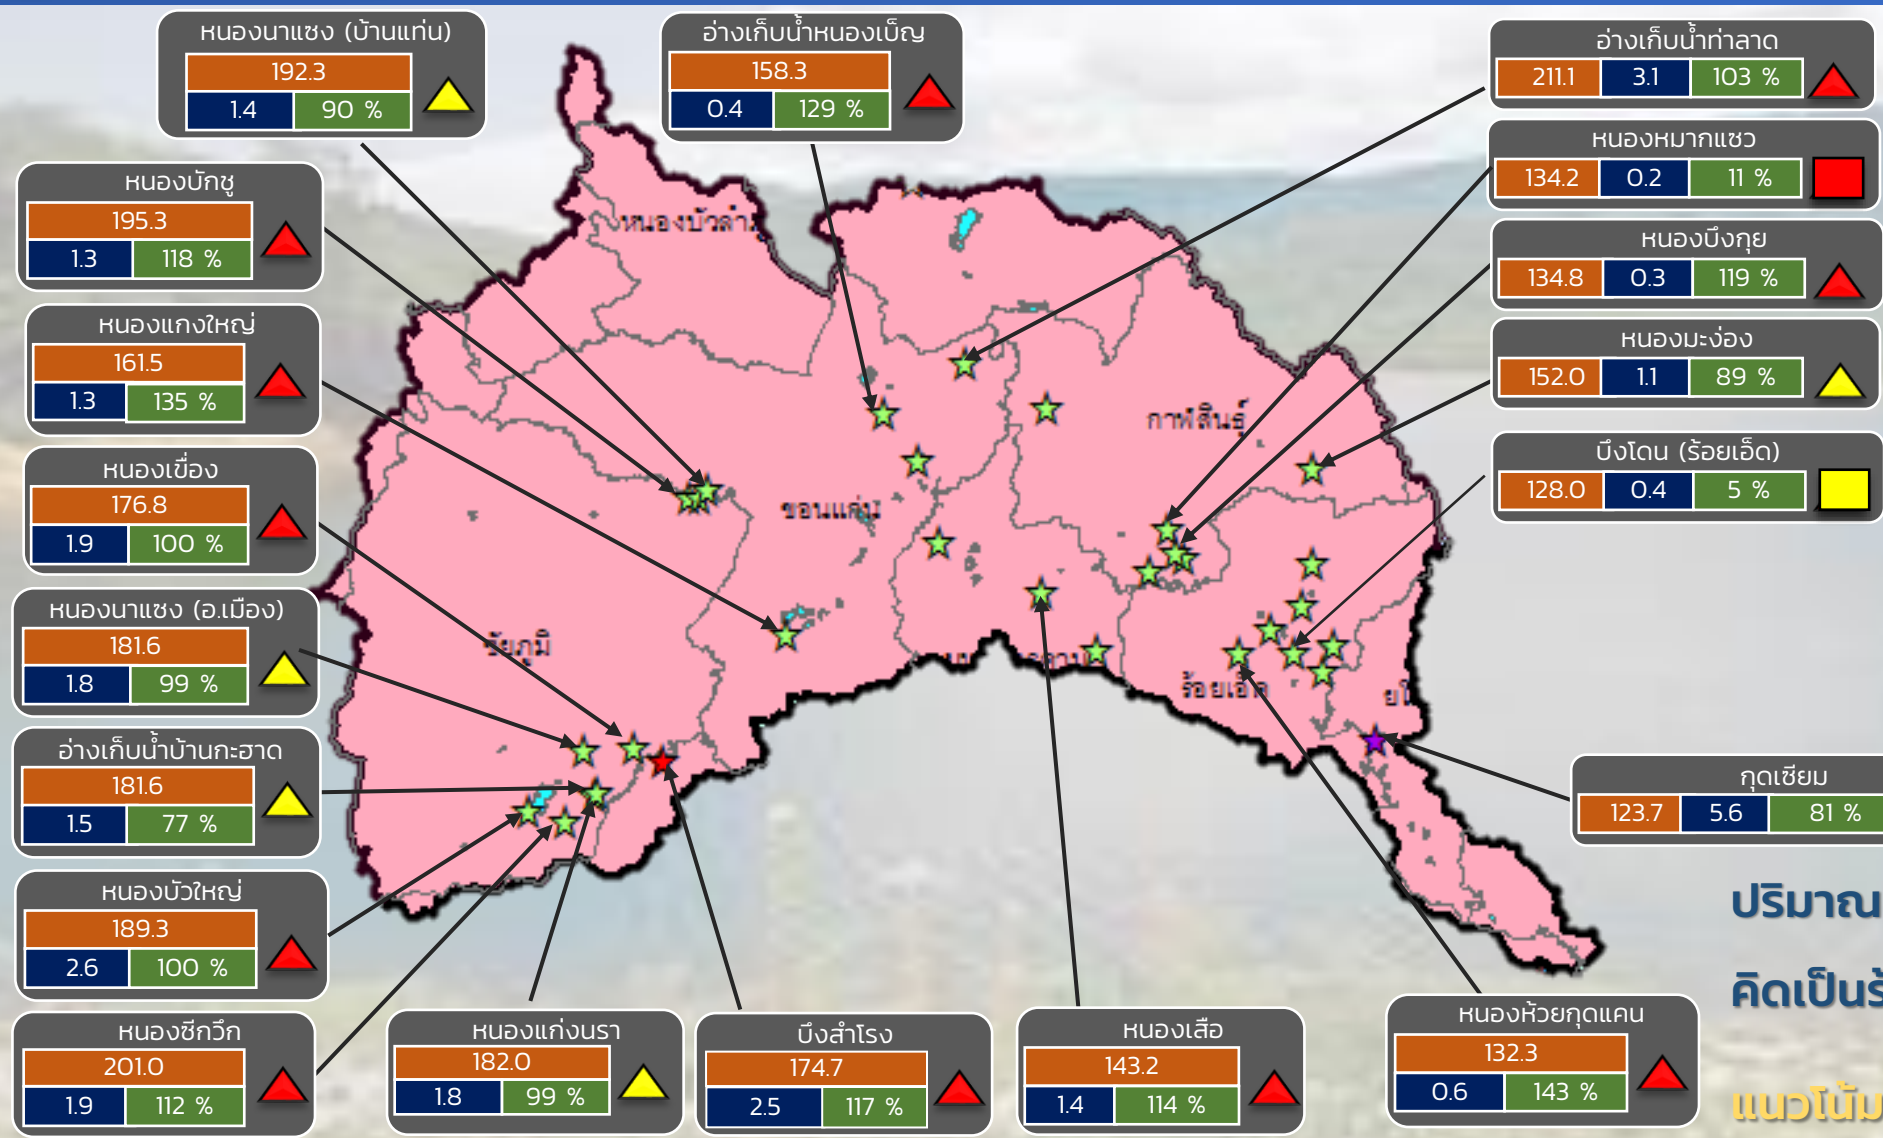 หนองนาแซง (บ้านแท่น)
192.3
1.4 90 %
อ่างเก็บน้ำหนองเบ็ญ
158.3
0.4 129 %
อ่างเก็บน้ำท่าลาด
211.1 3.1 103 %
หนองหมากแซว
134.2 0.2 11 %
หนองบึงกุย
134.8 0.3 119 %
หนองมะง่อง
152.0 1.1 89 %
บึงโดน (ร้อยเอ็ด)
128.0 0.4 5 %
กุดเซียม
123.7 5.6 81 %
หนองบักชู
195.3
1.3 118 %
หนองแกงใหญ่
161.5
1.3 135 %
หนองเขื่อง
176.8
1.9 100 %
หนองนาแซง (อ.เมือง)
181.6
1.8 99 %
อ่างเก็บน้ำบ้านกะฮาด
181.6
1.5 77 %
หนองบัวใหญ่
189.3
2.6 100 %
หนองซีกวึก
201.0
1.9 112 %
หนองแก่งนรา
182.0
1.8 99 %
บึงสำโรง
174.7
2.5 117 %
หนองเสือ
143.2
1.4 114 %
หนองห้วยกุดแคน
132.3
0.6 143 %
หนองบัวลำภ
กาฬสินธุ์
ขอนแก่น
ชัยภูมิ
ร้อยเอ็ด
ปริมาณ
คิดเป็นร้
แนวโน้ม